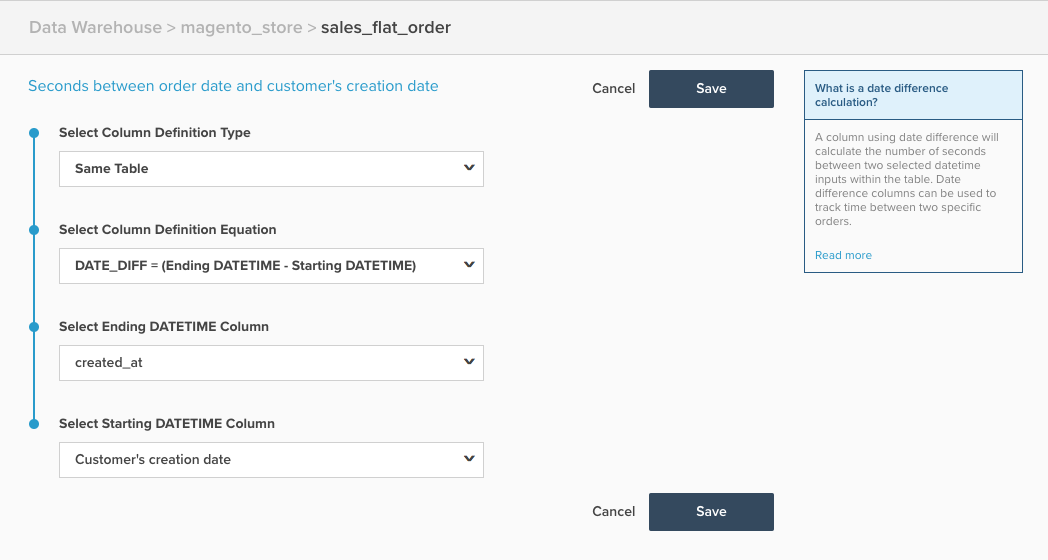 Data Warehouse > magento_store > sales_flat_order
Seconds between order date and customer's creation date
Cancel
Save
What is a date difference
calculation?
A column using date difference will
calculate the number of seconds
between two selected datetime
inputs within the table. Date
difference columns can be used to
track time between two specific
orders.
Read more
Select Column Definition Type
Same Table
Select Column Definition Equation
DATE_DIFF = (Ending DATETIME - Starting DATETIME)
Select Ending DATETIME Column
created_at
Select Starting DATETIME Column
Customer's creation date
Cancel
Save